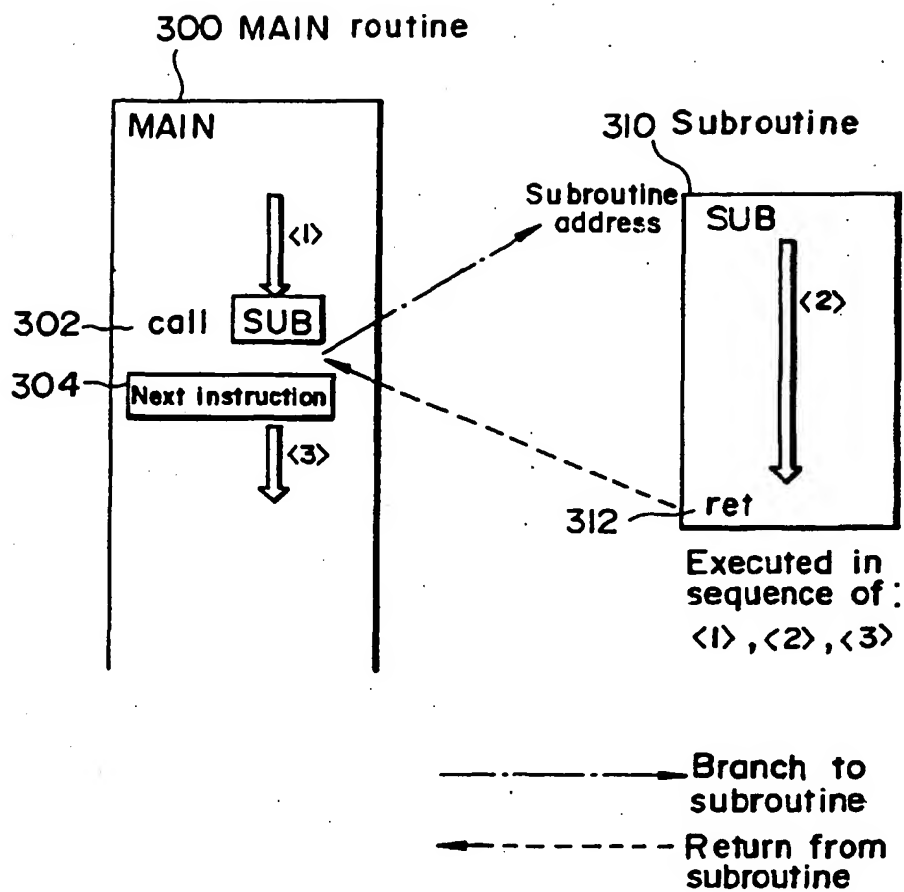 300 MAIN routine
MAIN
310 Subroutine
Subroutine
address
SUB
<1>
<2>
302 call SUB
304 Next instruction
<3>
312 ret
Executed in
sequence of :
<1> , <2> , <3>
Branch to
subroutine
Return from
subroutine